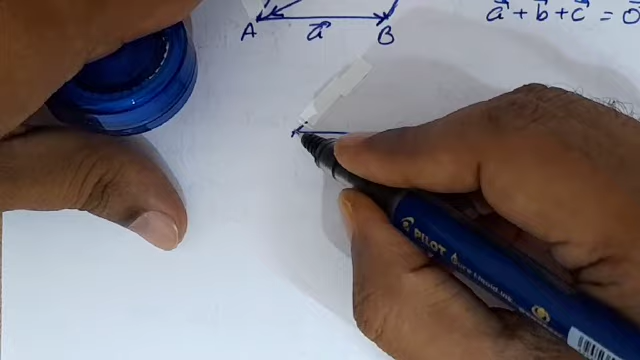 A a⃗ B
a⃗ + b⃗ + c⃗ = 0⃗
PILOT